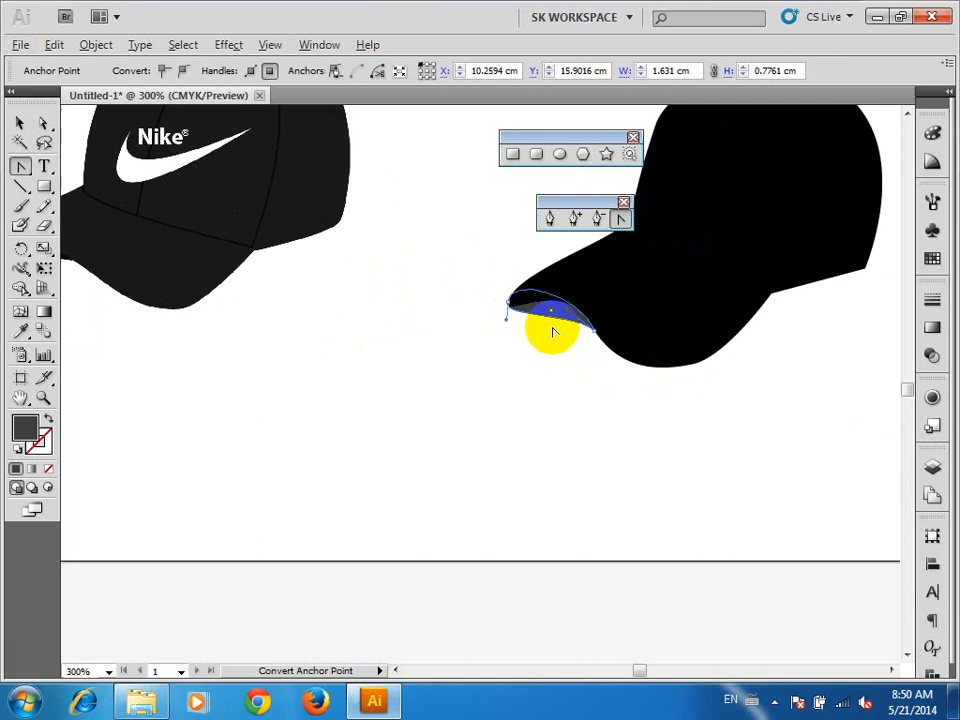 Ai
Br
SK WORKSPACE
CS Live
File Edit Object Type Select Effect View Window Help
Anchor Point Convert: Handles: Anchors: X: 10.2594 cm Y: 15.9016 cm W: 1.631 cm H: 0.7761 cm
Untitled-1* @ 300% (CMYK/Preview)
Nike®
300% 1 Convert Anchor Point
Ai EN 8:50 AM
5/21/2014